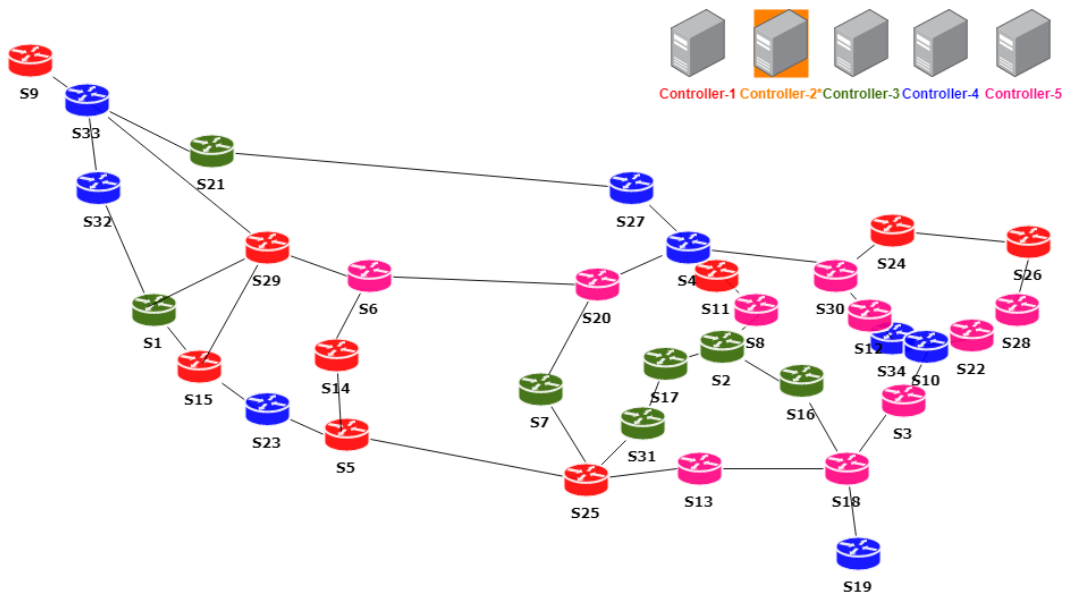 Controller-1 Controller-2* Controller-3 Controller-4 Controller-5
S9
S33
S21
S32
S27
S24
S29
S26
S4
S6
S11
S30
S20
S1
S8
S12
S28
S34
S10
S22
S2
S14
S17
S15
S16
S7
S3
S23
S31
S5
S13
S18
S25
S19